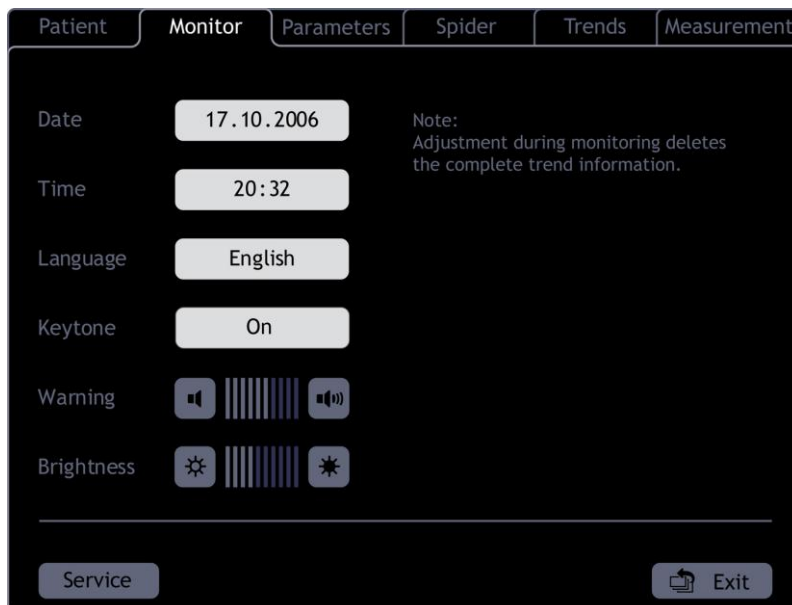 Patient Monitor Parameters Spider Trends Measurement
Date 17.10.2006
Note:
Adjustment during monitoring deletes
the complete trend information.
Time 20:32
Language English
Keytone On
Warning
Brightness
Service Exit